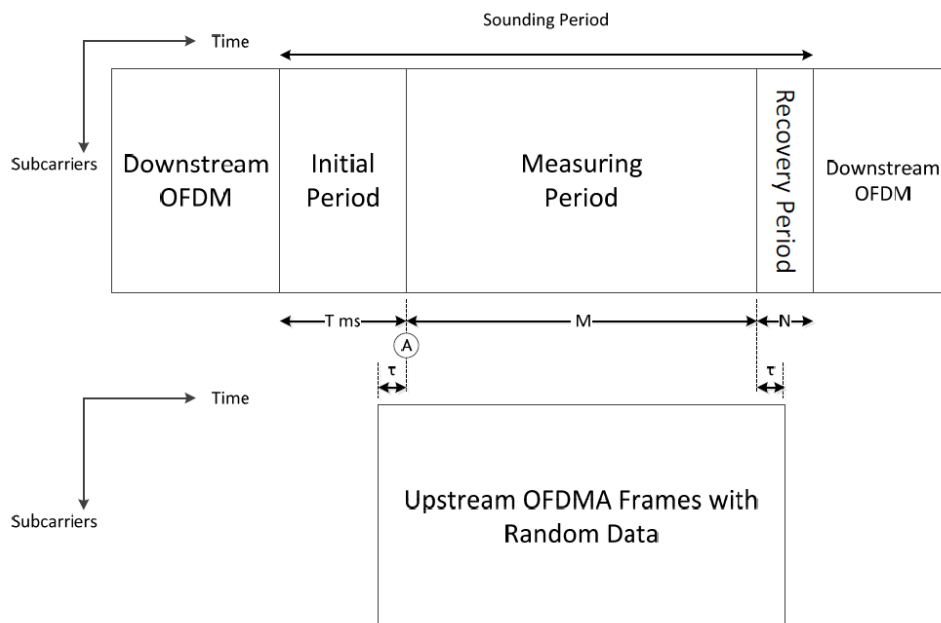 Sounding Period
Time
Subcarriers
Downstream
OFDM
Initial
Period
Measuring
Period
Recovery Period
Downstream
OFDM
T ms
M
N
A
τ
τ
Time
Subcarriers
Upstream OFDMA Frames with
Random Data